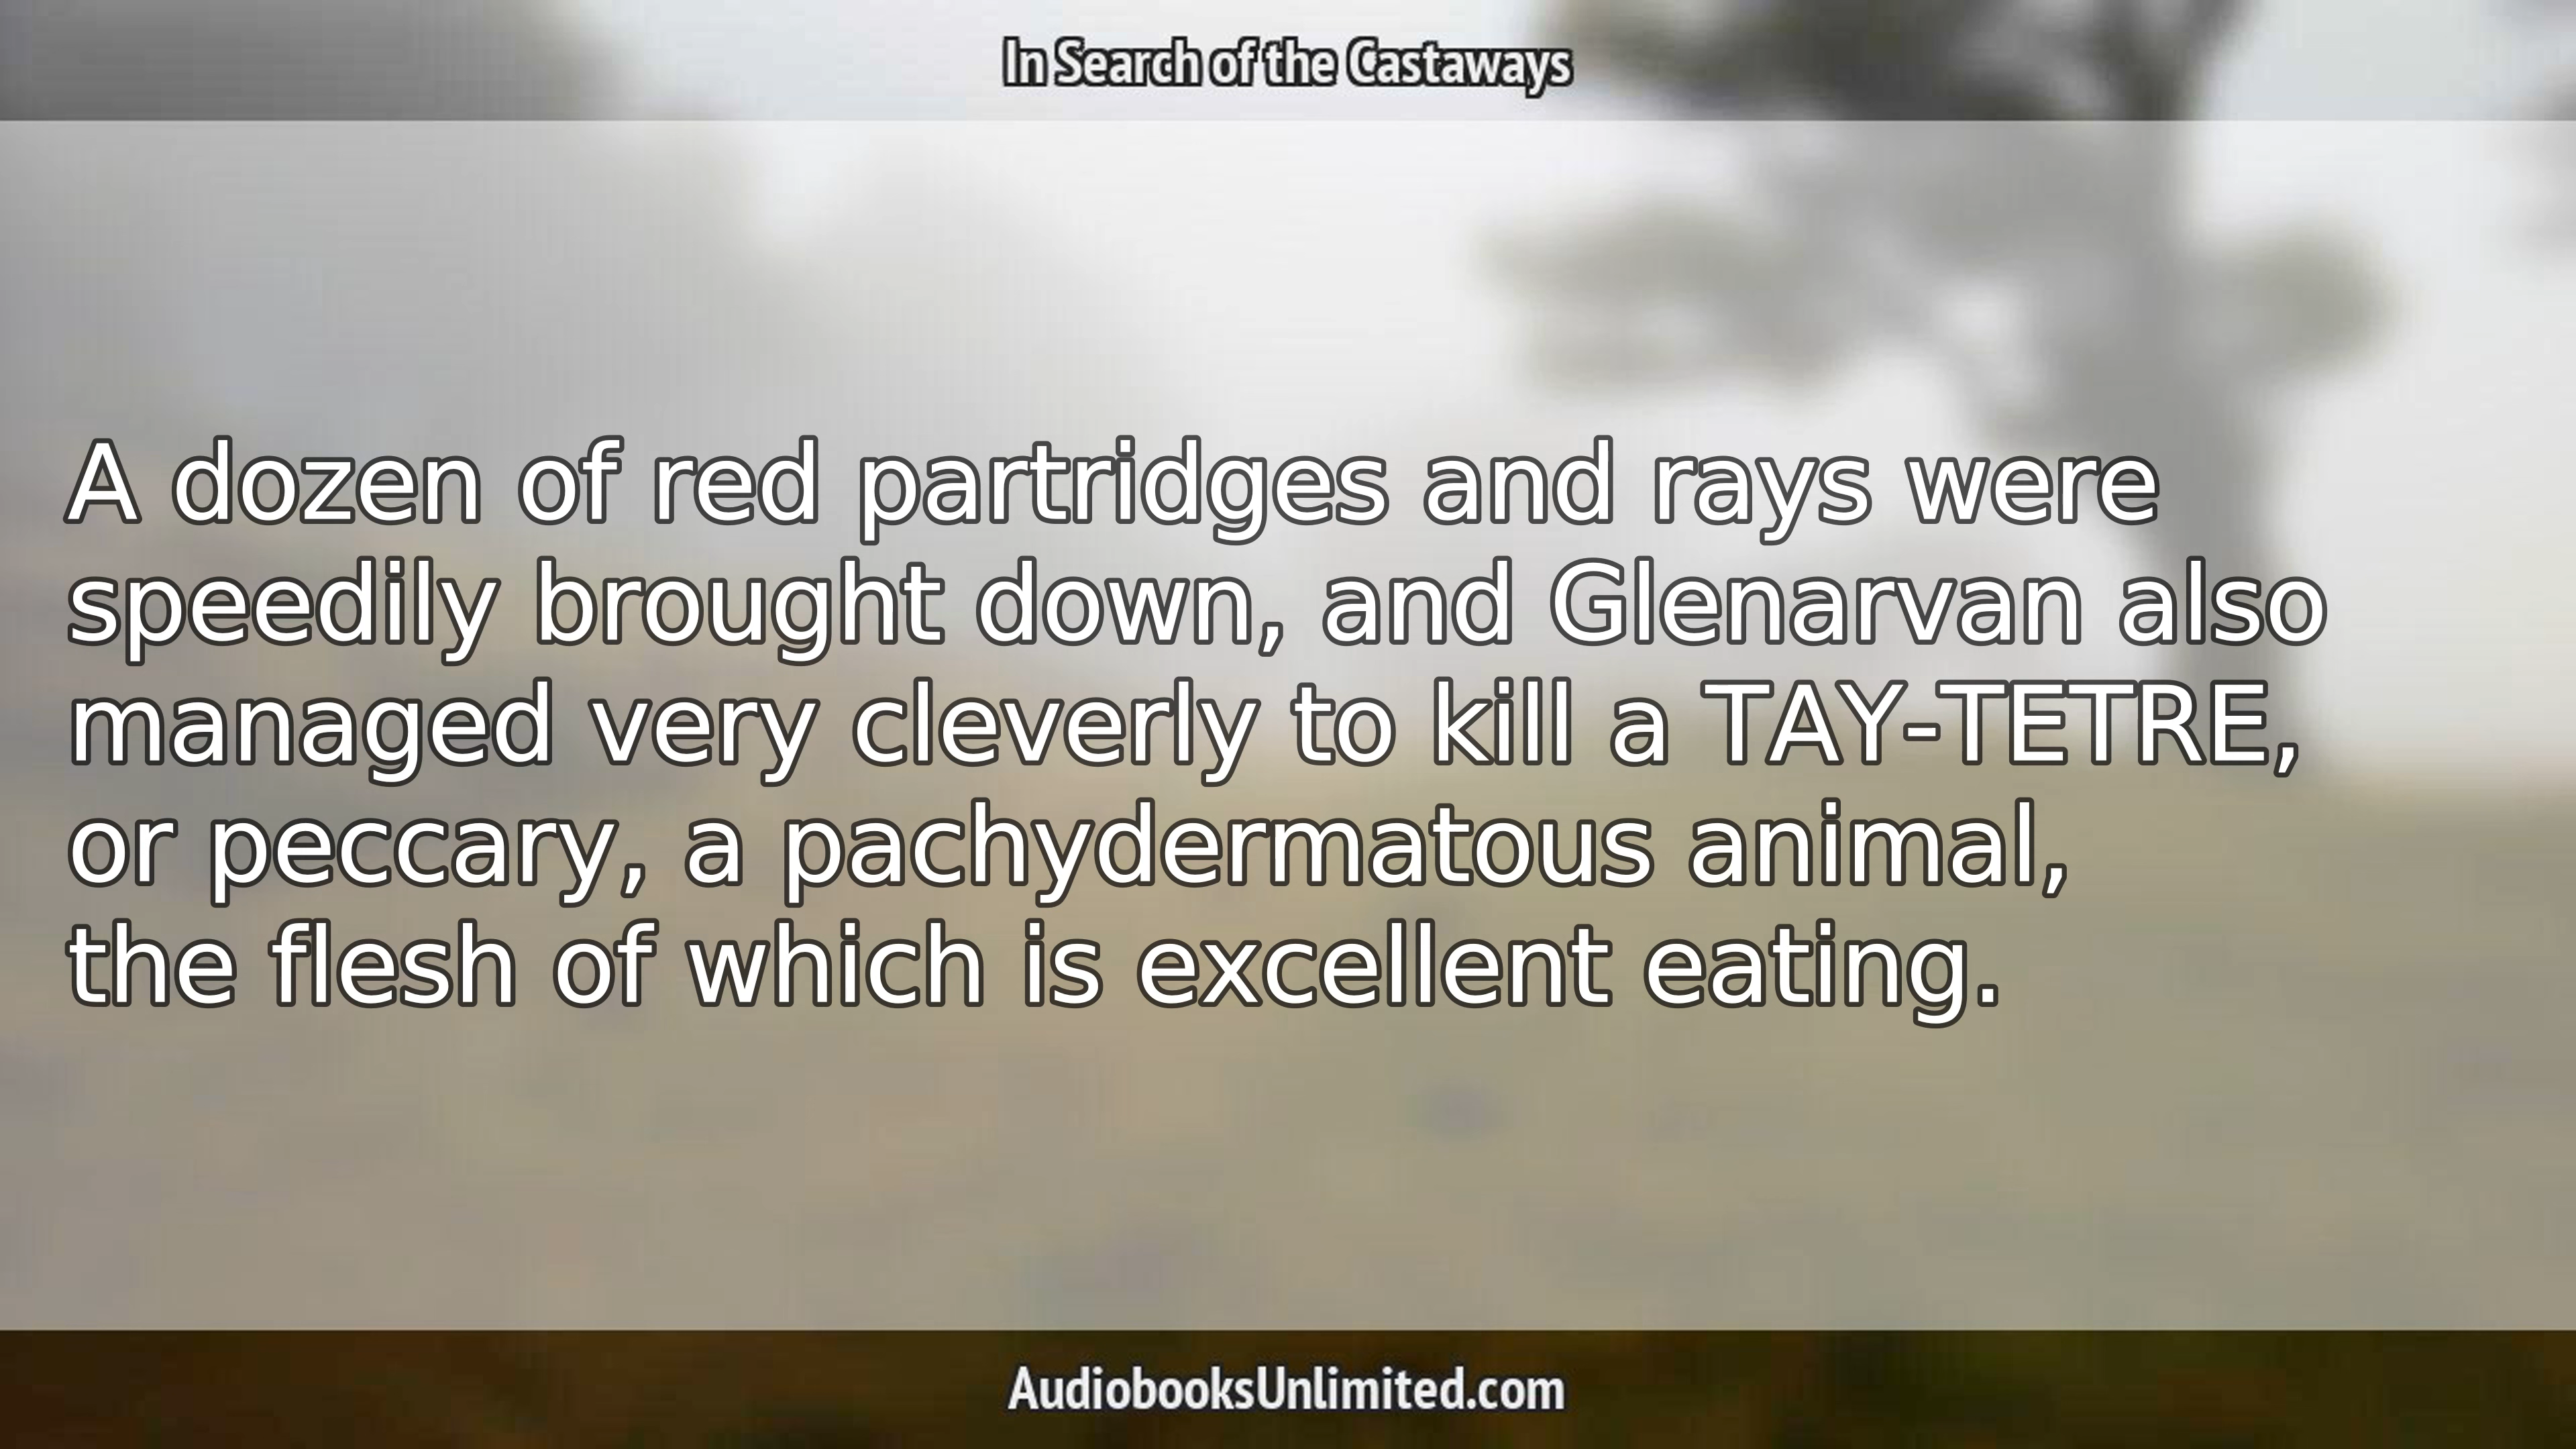 In Search of the Castaways
A dozen of red partridges and rays were
speedily brought down, and Glenarvan also
managed very cleverly to kill a TAY-TETRE,
or peccary, a pachydermatous animal,
the flesh of which is excellent eating.
AudiobooksUnlimited.com